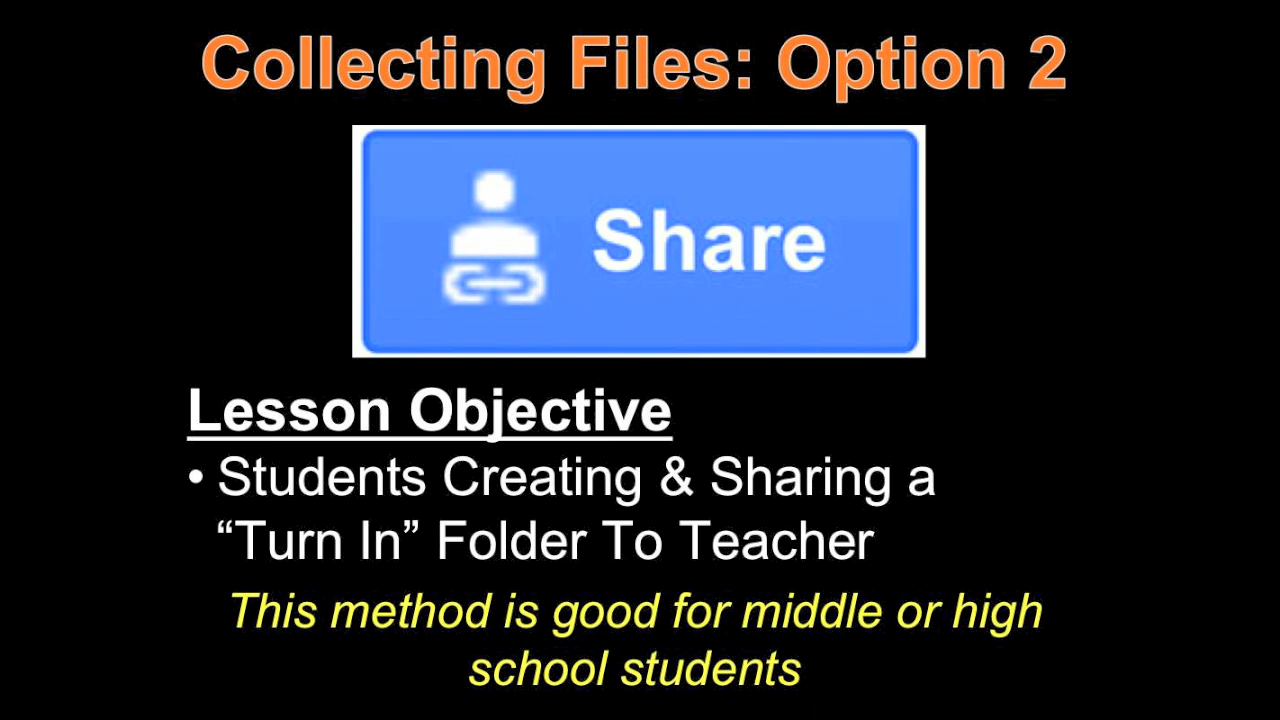 Collecting Files: Option 2
Share
Lesson Objective
• Students Creating & Sharing a
“Turn In” Folder To Teacher
This method is good for middle or high
school students